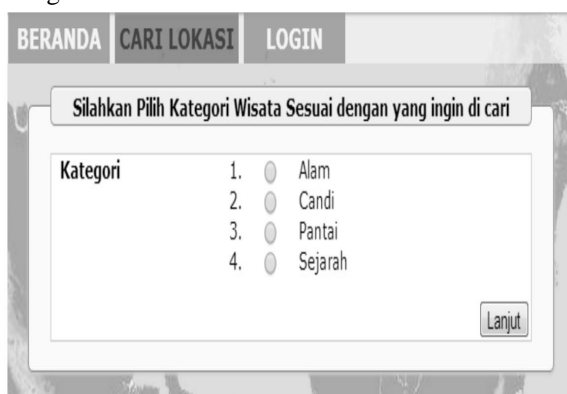 BERANDA CARI LOKASI LOGIN
Silahkan Pilih Kategori Wisata Sesuai dengan yang ingin di cari
Kategori 1. Alam
2. Candi
3. Pantai
4. Sejarah
Lanjut